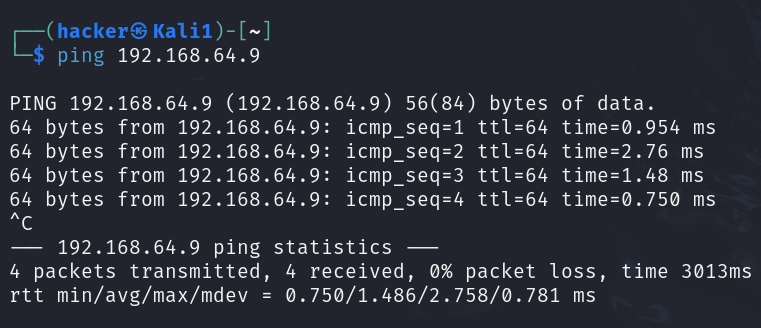 ┌──(hacker㉿Kali1)-[~]
└─$ ping 192.168.64.9
PING 192.168.64.9 (192.168.64.9) 56(84) bytes of data.
64 bytes from 192.168.64.9: icmp_seq=1 ttl=64 time=0.954 ms
64 bytes from 192.168.64.9: icmp_seq=2 ttl=64 time=2.76 ms
64 bytes from 192.168.64.9: icmp_seq=3 ttl=64 time=1.48 ms
64 bytes from 192.168.64.9: icmp_seq=4 ttl=64 time=0.750 ms
^C
--- 192.168.64.9 ping statistics ---
4 packets transmitted, 4 received, 0% packet loss, time 3013ms
rtt min/avg/max/mdev = 0.750/1.486/2.758/0.781 ms